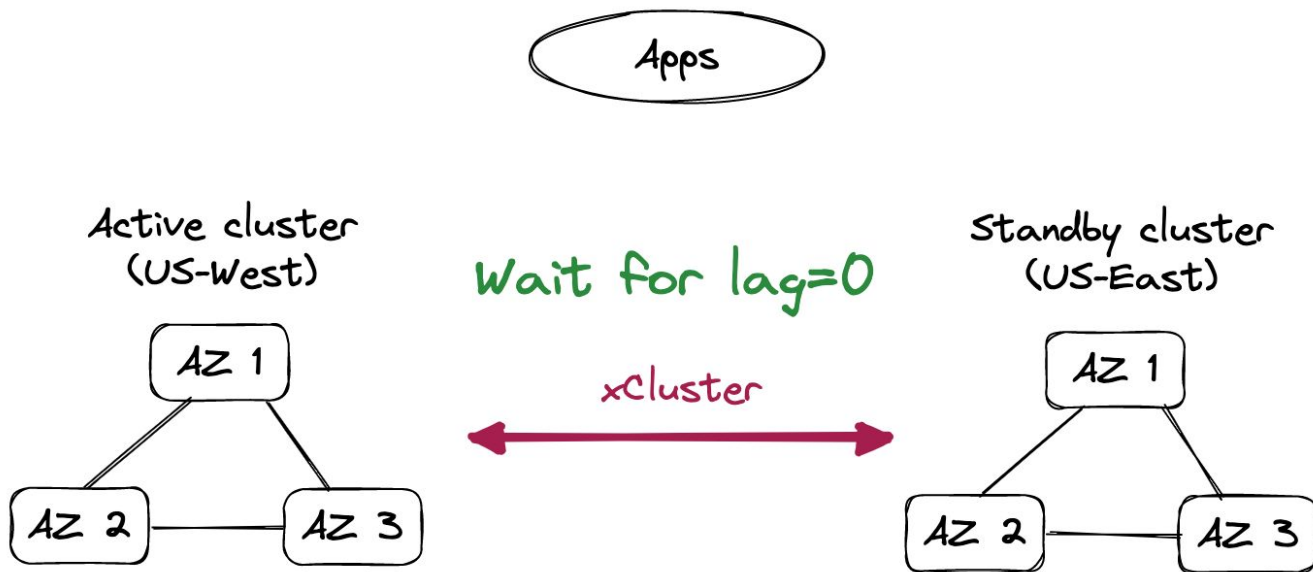 Apps
Active cluster
(US-West)
Wait for lag=0
Standby cluster
(US-East)
xCluster
AZ 1
AZ 2
AZ 3
AZ 1
AZ 2
AZ 3